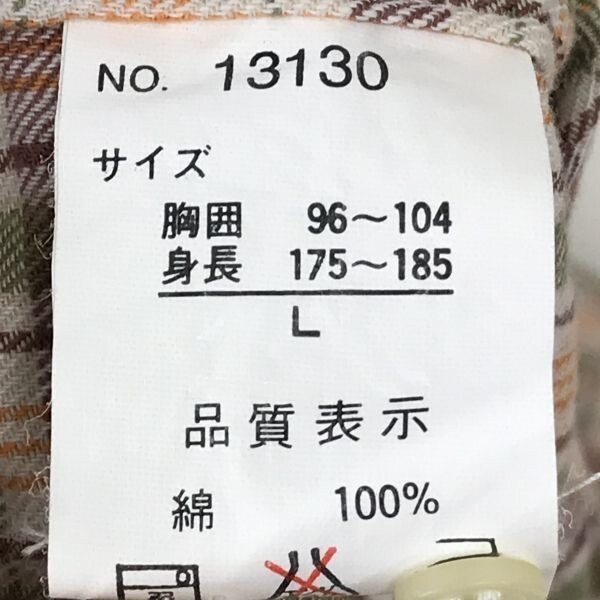 NO. 13130
サイズ
胸囲 96～104
身長 175～185
L
品質表示
綿 100%